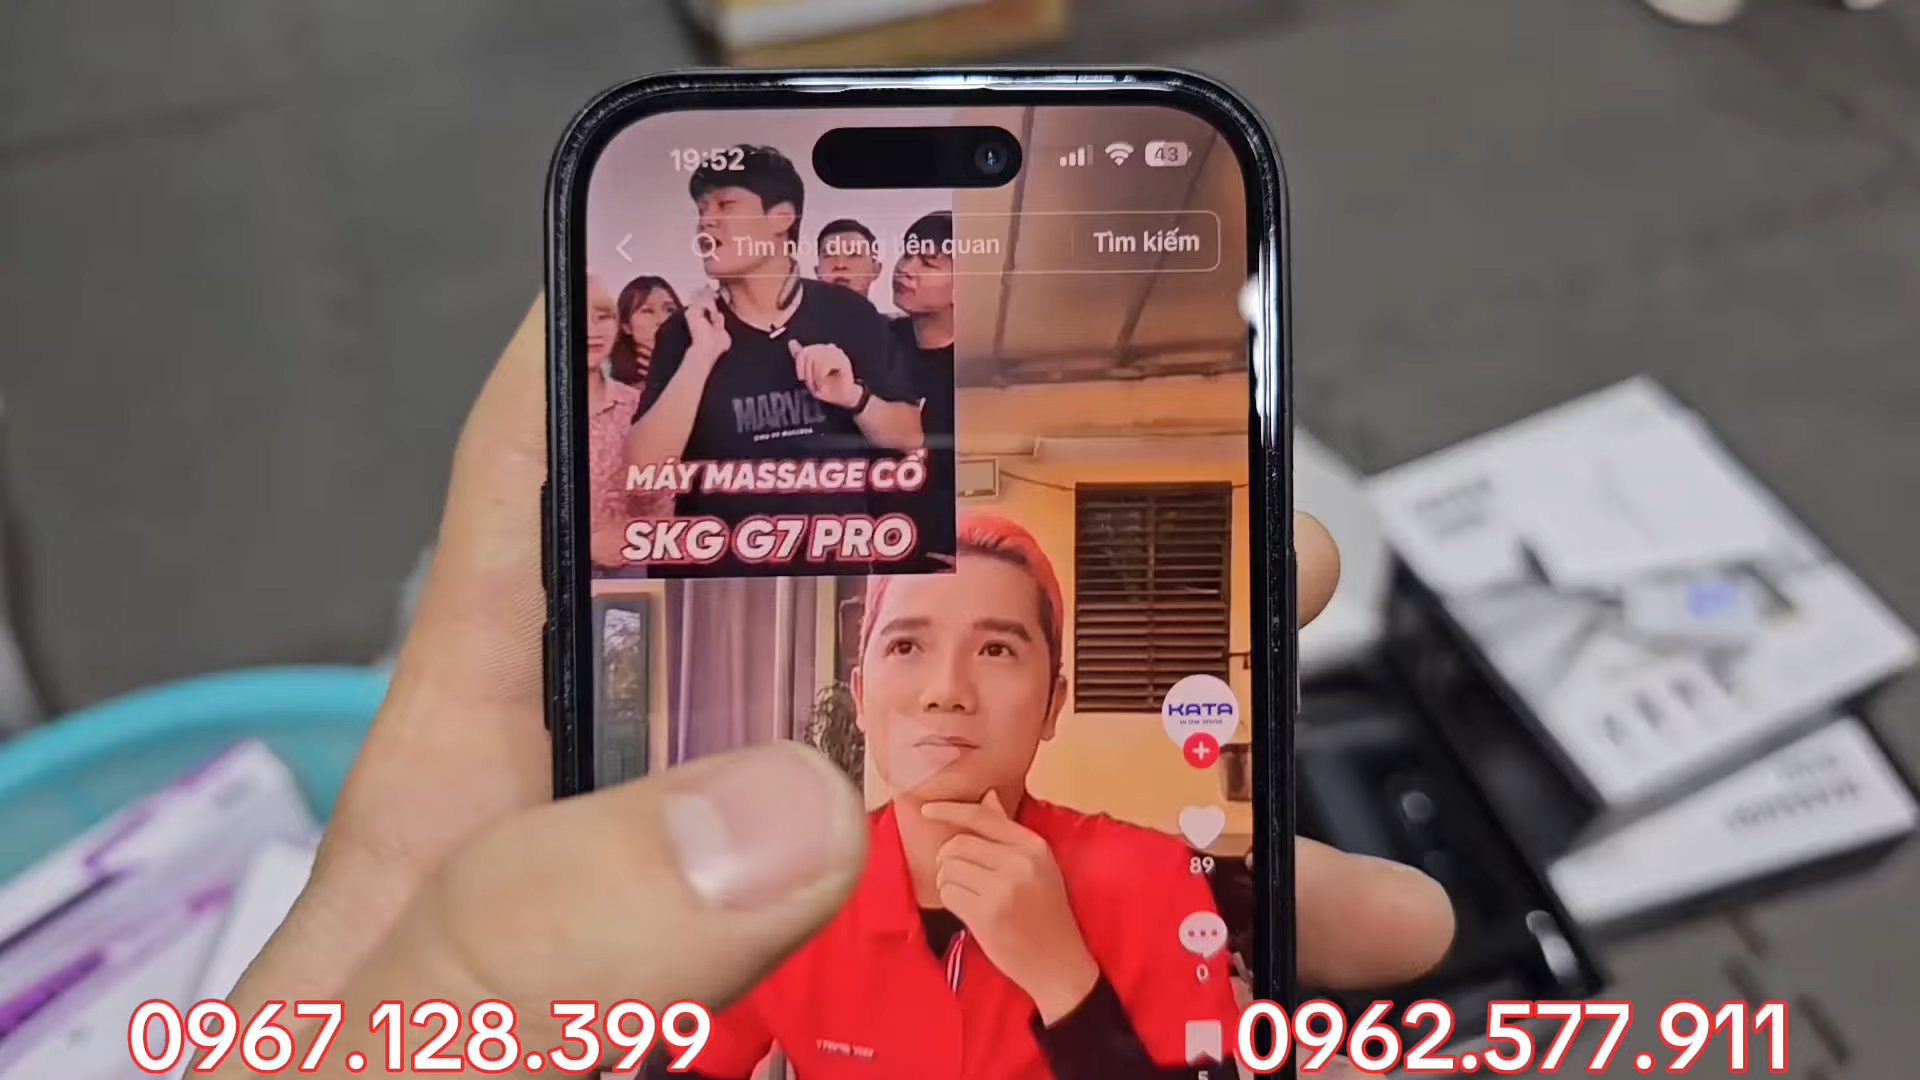 19:52
43
Tìm nội dung liên quan
Tìm kiếm
MARVEL
MÁY MASSAGE CỔ
SKG G7 PRO
KATA
89
0
0967.128.399
0962.577.911